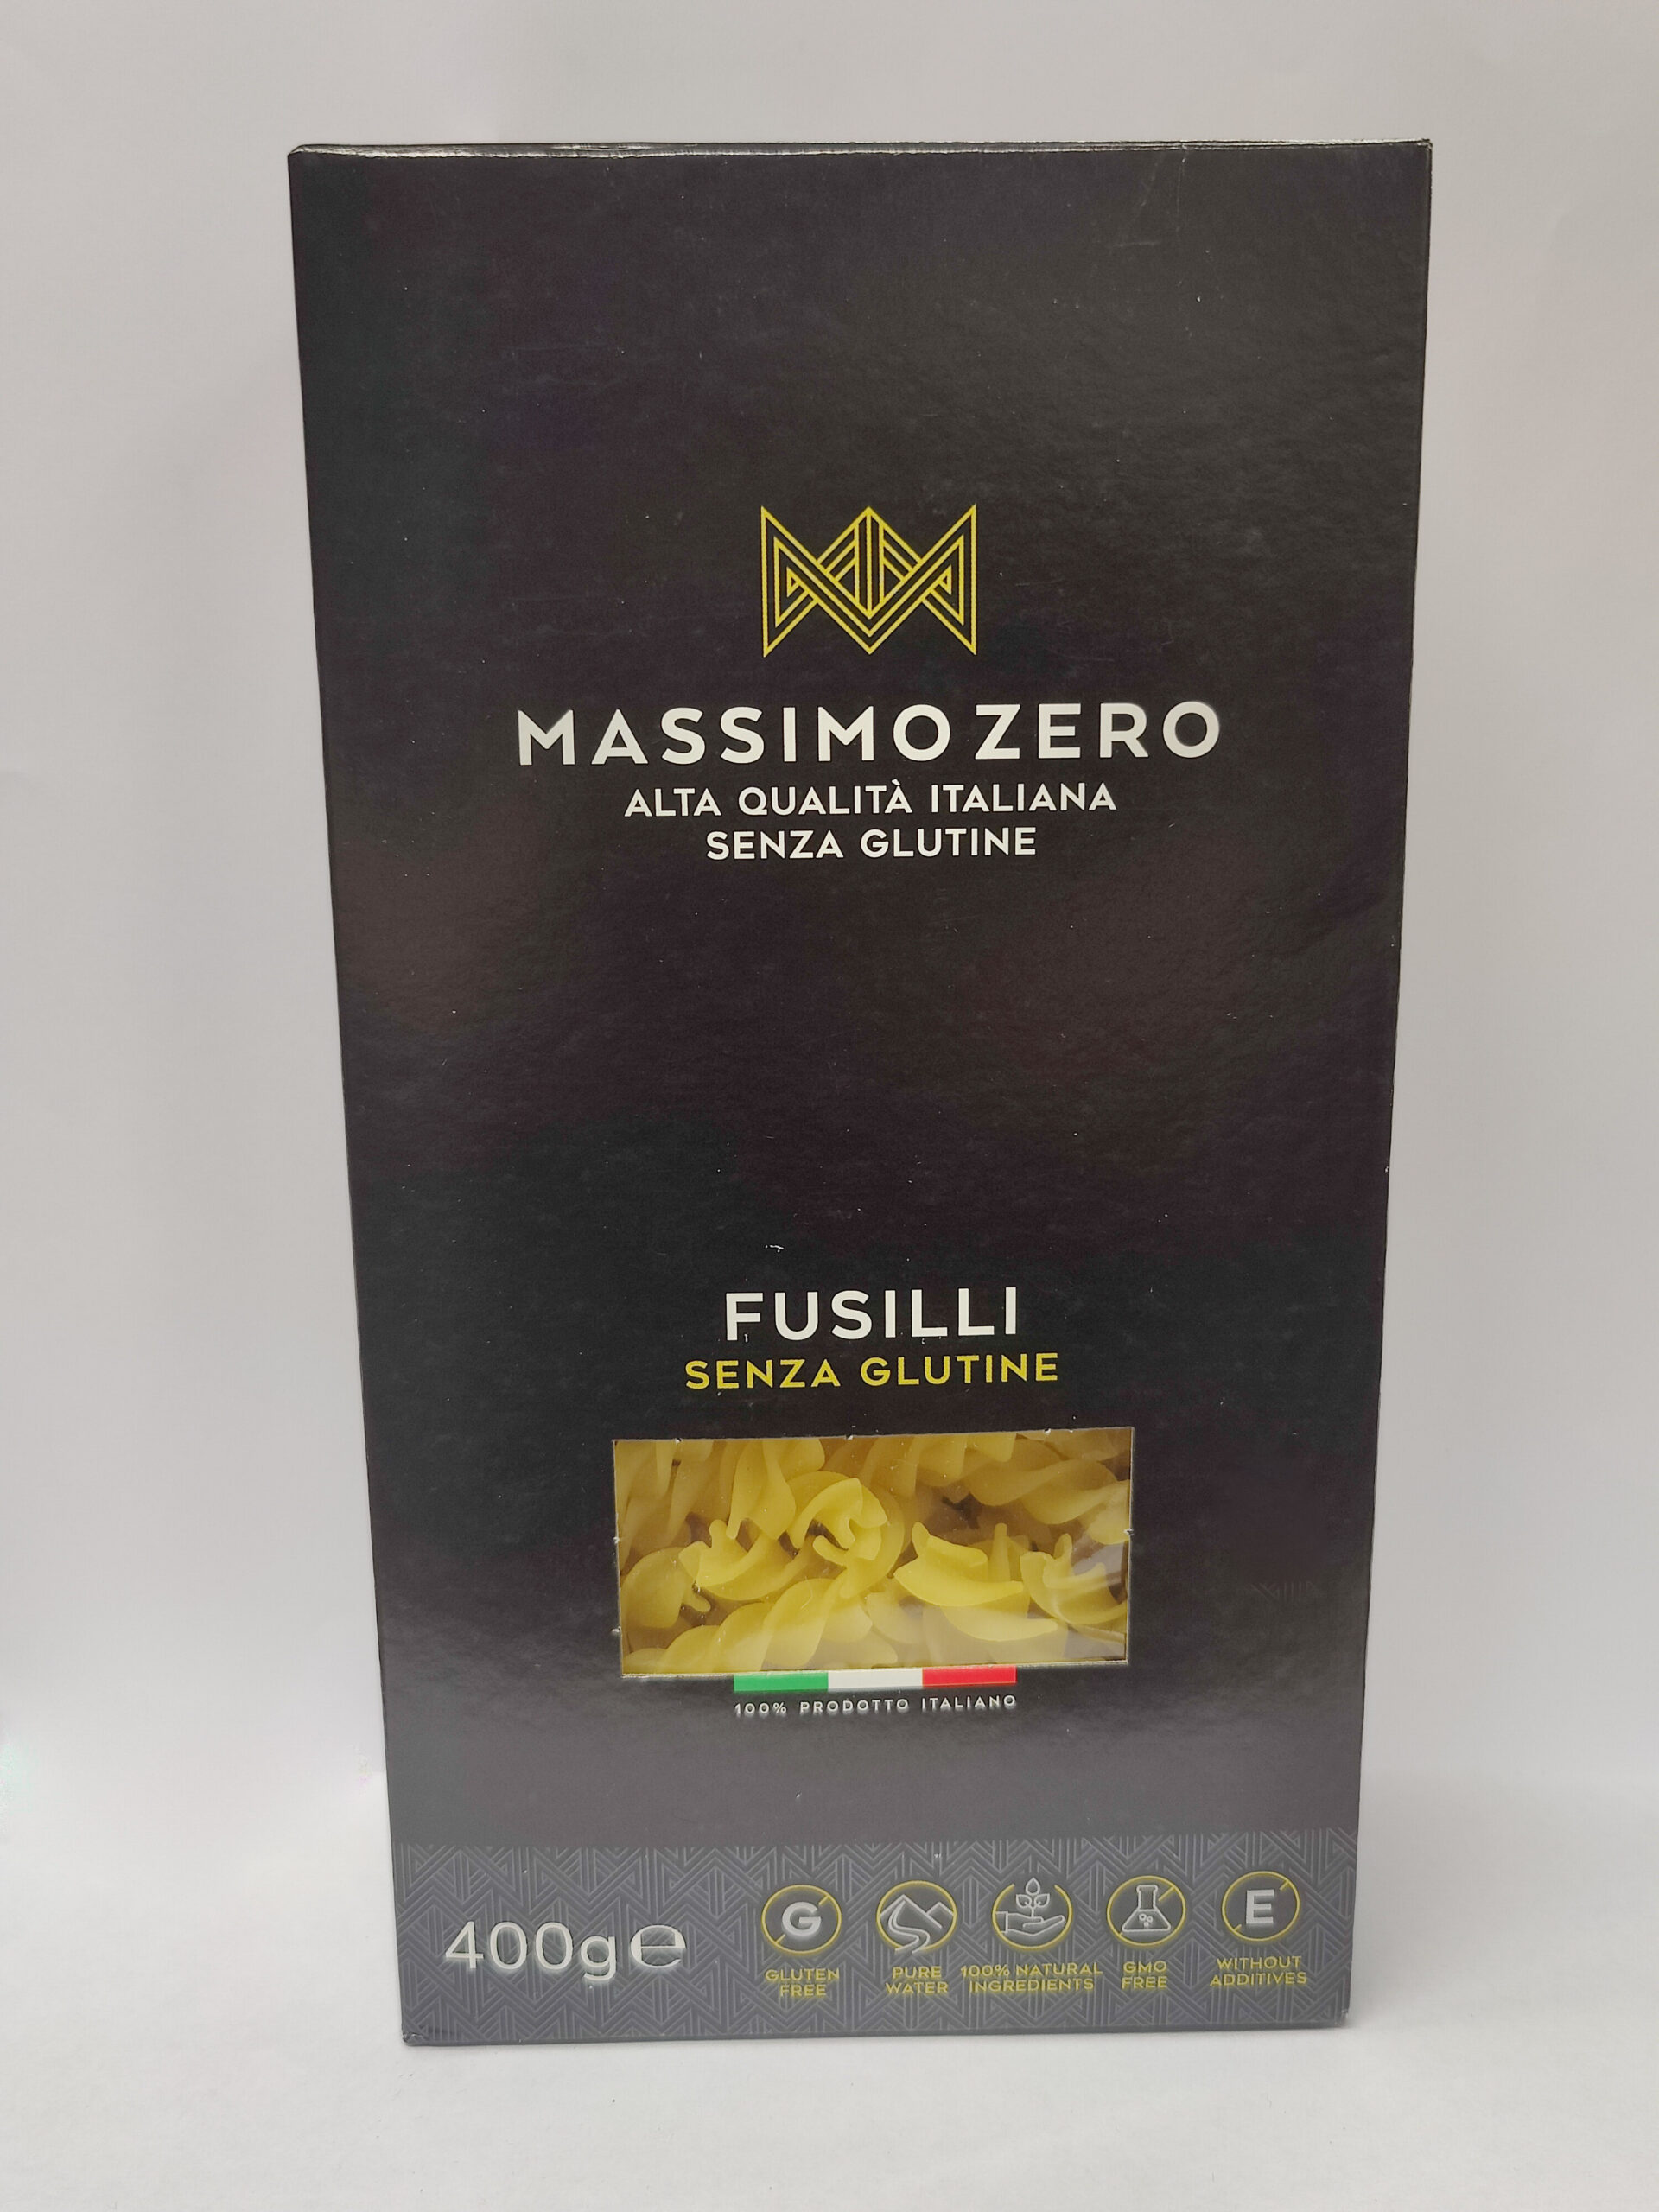 MASSIMO ZERO
ALTA QUALITÀ ITALIANA
SENZA GLUTINE
FUSILLI
SENZA GLUTINE
100% PRODOTTO ITALIANO
400g℮
G
GLUTEN
FREE
PURE
WATER
100% NATURAL
INGREDIENTS
GMO
FREE
E
WITHOUT
ADDITIVES